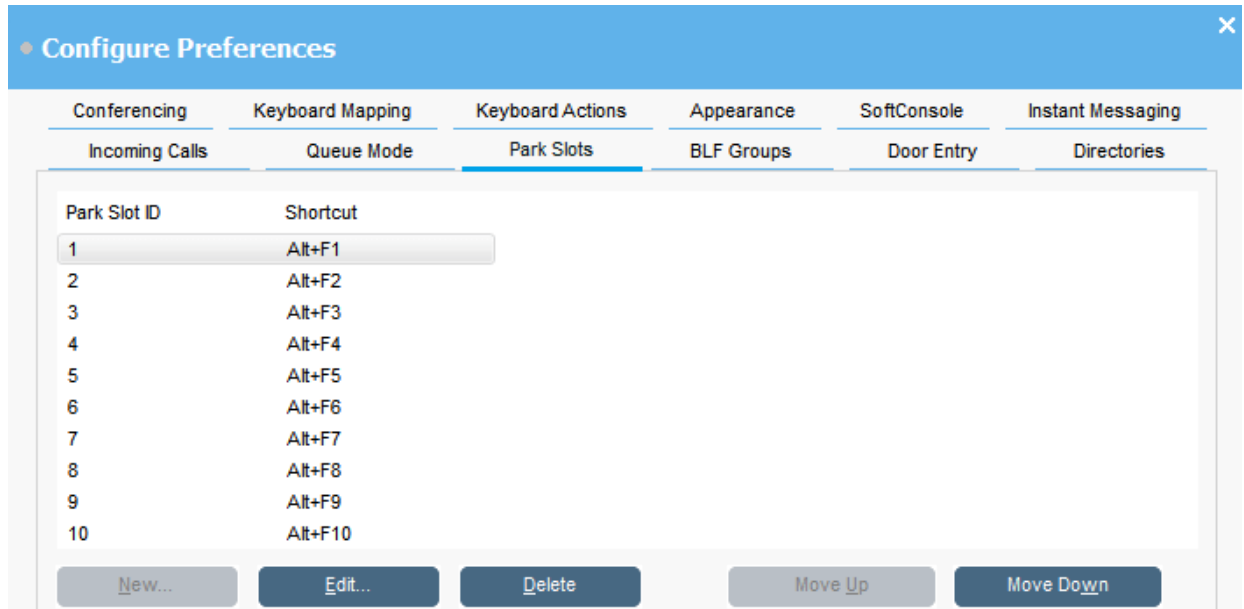 Configure Preferences
Conferencing Keyboard Mapping Keyboard Actions Appearance SoftConsole Instant Messaging
Incoming Calls Queue Mode Park Slots BLF Groups Door Entry Directories
Park Slot ID Shortcut
1 Alt+F1
2 Alt+F2
3 Alt+F3
4 Alt+F4
5 Alt+F5
6 Alt+F6
7 Alt+F7
8 Alt+F8
9 Alt+F9
10 Alt+F10
New... Edit... Delete Move Up Move Down